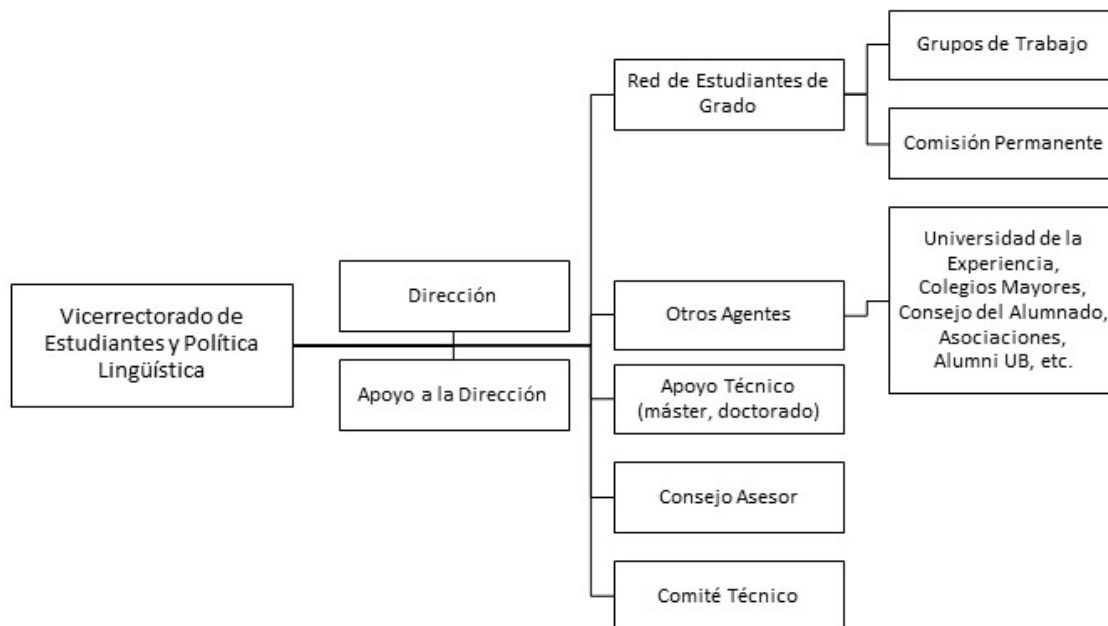 Grupos de Trabajo
Red de Estudiantes de
Grado
Comisión Permanente
Universidad de la
Experiencia,
Colegios Mayores,
Consejo del Alumnado,
Asociaciones,
Alumni UB, etc.
Dirección
Otros Agentes
Vicerrectorado de
Estudiantes y Política
Lingüística
Apoyo a la Dirección
Apoyo Técnico
(máster, doctorado)
Consejo Asesor
Comité Técnico